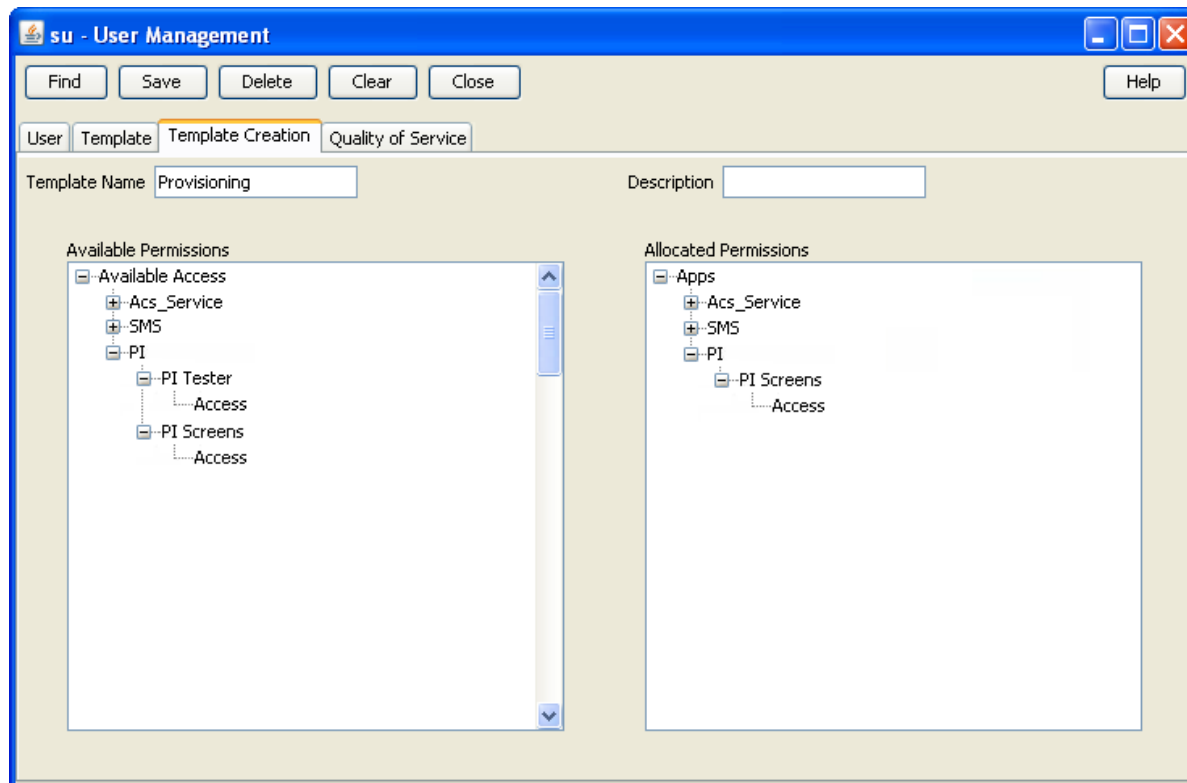 su - User Management
Find Save Delete Clear Close Help
User Template Template Creation Quality of Service
Template Name Provisioning Description
Available Permissions
Available Access
Acs_Service
SMS
PI
PI Tester
Access
PI Screens
Access
Allocated Permissions
Apps
Acs_Service
SMS
PI
PI Screens
Access